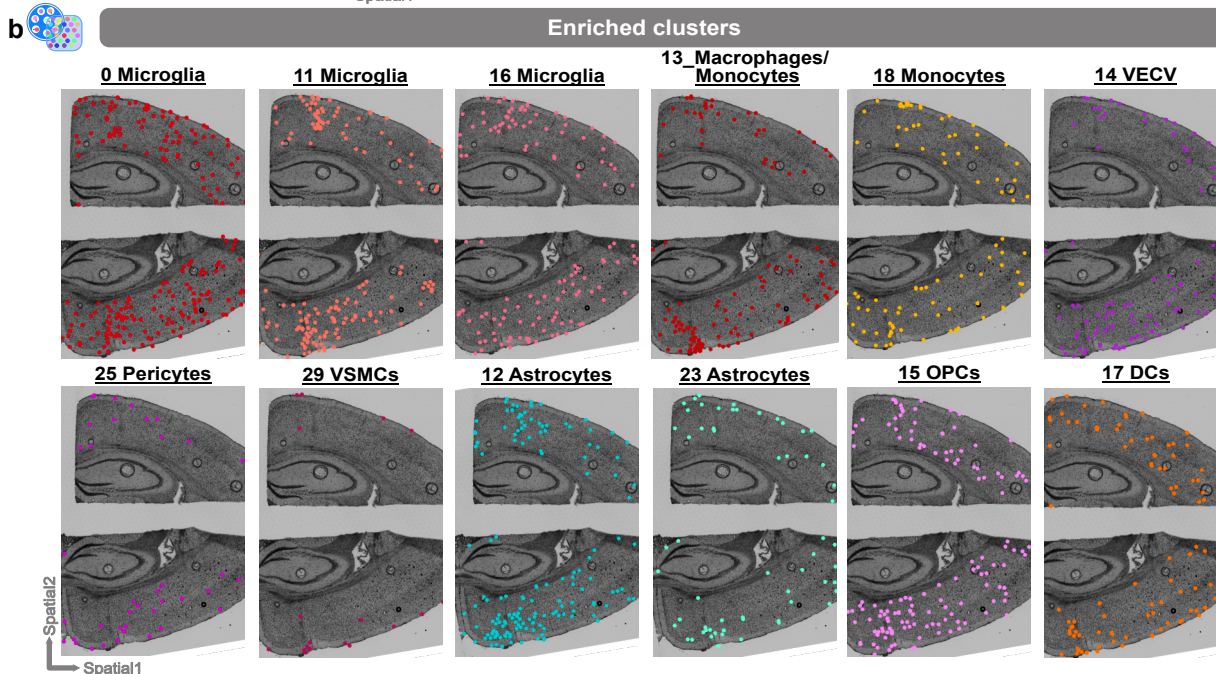 b
Enriched clusters
0 Microglia
11 Microglia
16 Microglia
13_Macrophages/
Monocytes
18 Monocytes
14 VECV
25 Pericytes
29 VSMCs
12 Astrocytes
23 Astrocytes
15 OPCs
17 DCs
Spatial2
Spatial1